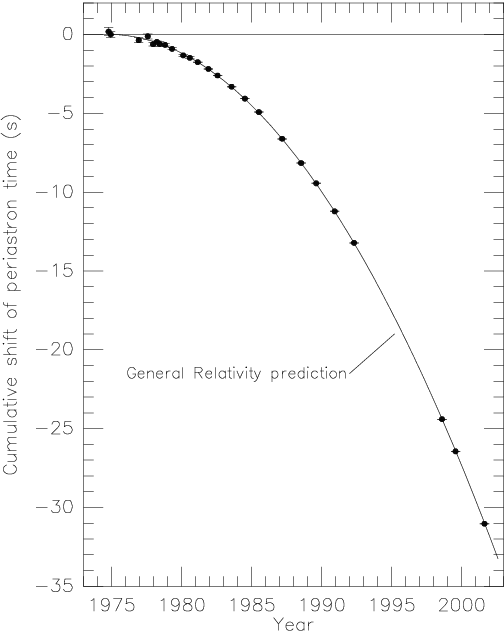 Cumulative shift of periastron time (s)
0
−5
−10
−15
−20
General Relativity prediction
−25
−30
−35
1975 1980 1985 1990 1995 2000
Year